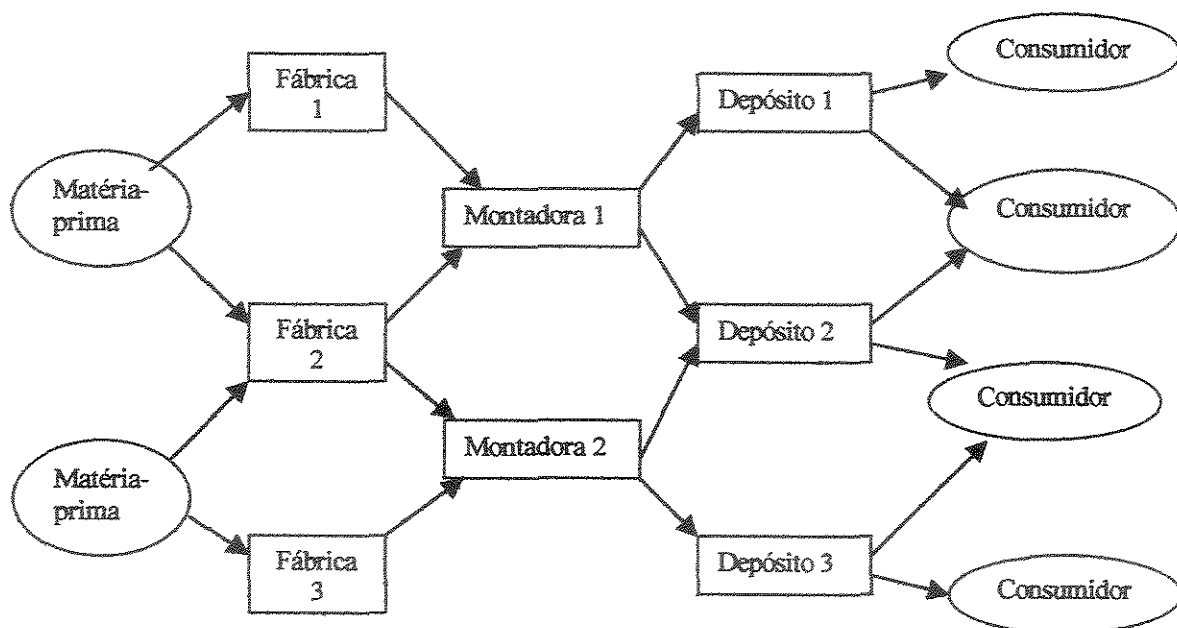 Matéria-
prima
Matéria-
prima
Fábrica
1
Fábrica
2
Fábrica
3
Montadora 1
Montadora 2
Depósito 1
Depósito 2
Depósito 3
Consumidor
Consumidor
Consumidor
Consumidor